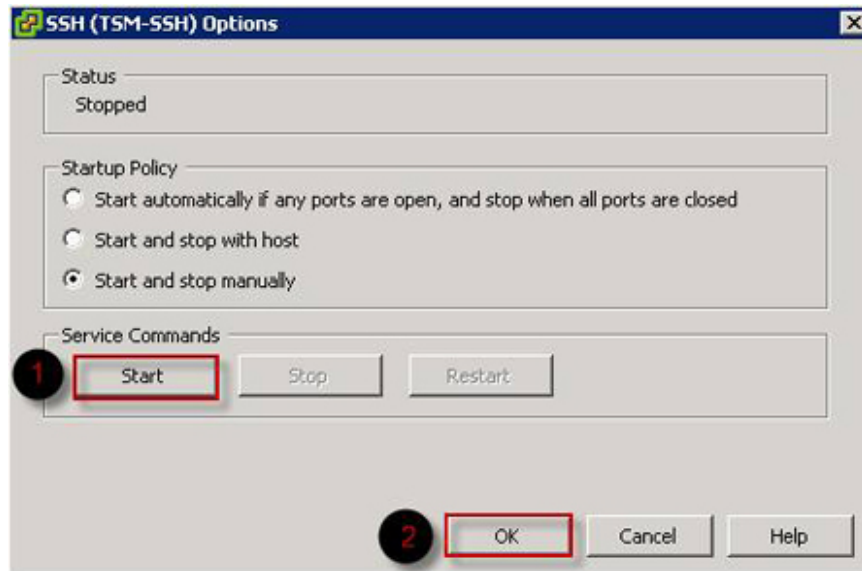 SSH (TSM-SSH) Options
Status
Stopped
Startup Policy
Start automatically if any ports are open, and stop when all ports are closed
Start and stop with host
Start and stop manually
Service Commands
1 Start Stop Restart
2 OK Cancel Help